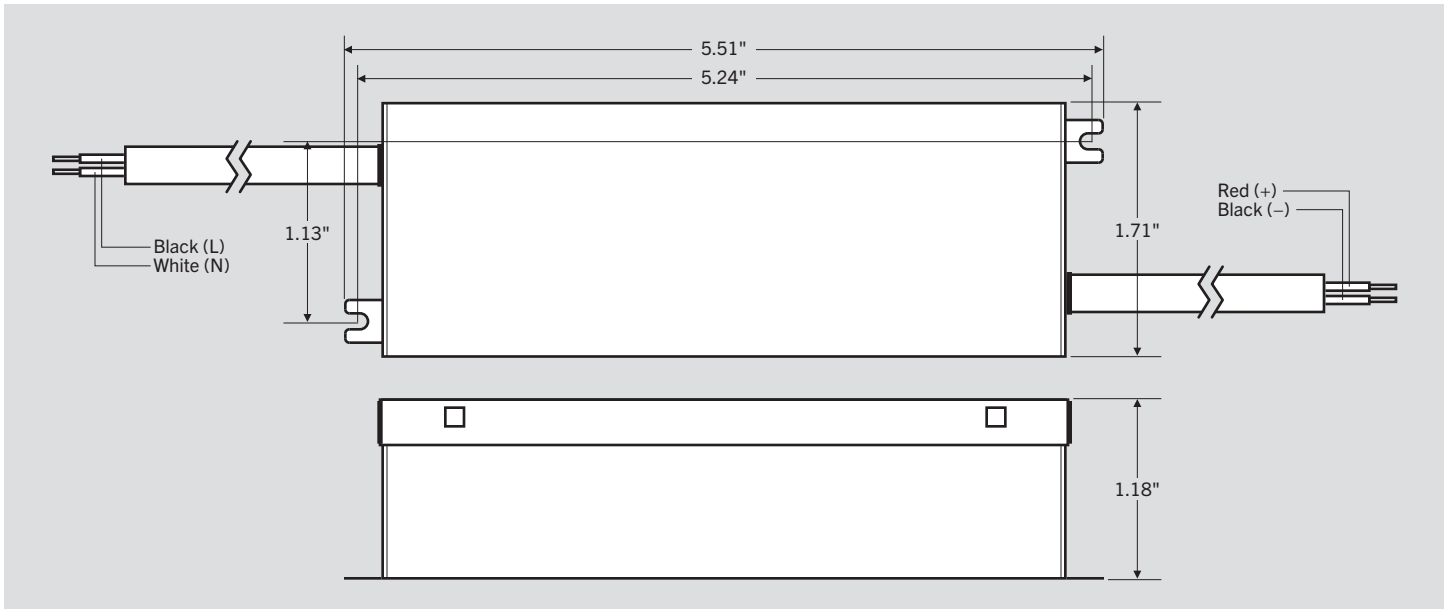 5.51"
5.24"
Red (+)
Black (–)
1.13"
1.71"
Black (L)
White (N)
1.18"